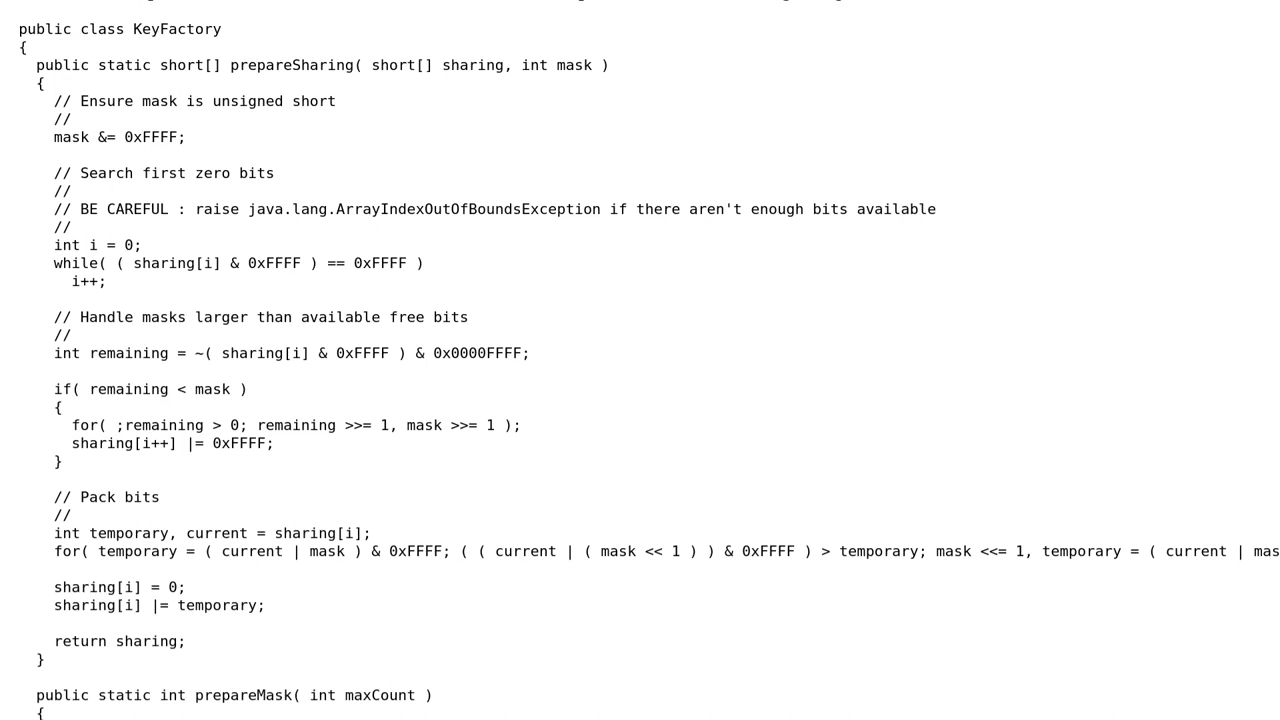 public class KeyFactory
{
public static short[] prepareSharing( short[] sharing, int mask )
{
// Ensure mask is unsigned short
//
mask &= 0xFFFF;
// Search first zero bits
//
// BE CAREFUL : raise java.lang.ArrayIndexOutOfBoundsException if there aren't enough bits available
//
int i = 0;
while( ( sharing[i] & 0xFFFF ) == 0xFFFF )
i++;
// Handle masks larger than available free bits
//
int remaining = ~( sharing[i] & 0xFFFF ) & 0x0000FFFF;
if( remaining < mask )
{
for( ;remaining > 0; remaining >>= 1, mask >>= 1 );
sharing[i++] |= 0xFFFF;
}
// Pack bits
//
int temporary, current = sharing[i];
for( temporary = ( current | mask ) & 0xFFFF; ( ( current | ( mask << 1 ) ) & 0xFFFF ) > temporary; mask <<= 1, temporary = ( current | mas
sharing[i] = 0;
sharing[i] |= temporary;
return sharing;
}
public static int prepareMask( int maxCount )
{